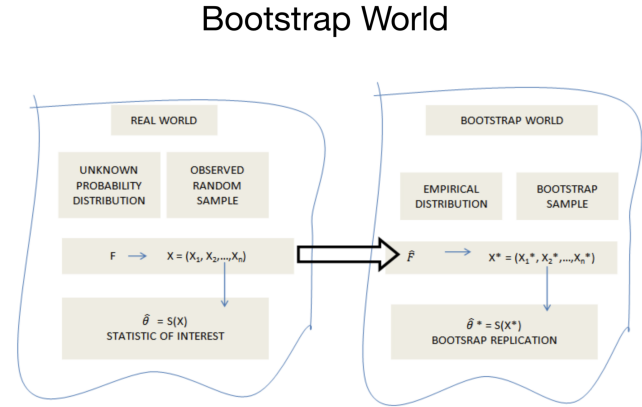 Bootstrap World
REAL WORLD
UNKNOWN
PROBABILITY
DISTRIBUTION
OBSERVED
RANDOM
SAMPLE
F → X = (X₁, X₂,...,Xₙ)
θ̂ = S(X)
STATISTIC OF INTEREST
BOOTSTRAP WORLD
EMPIRICAL
DISTRIBUTION
BOOTSTRAP
SAMPLE
F̂ → X* = (X₁*, X₂*,...,Xₙ*)
θ̂ * = S(X*)
BOOTSRAP REPLICATION